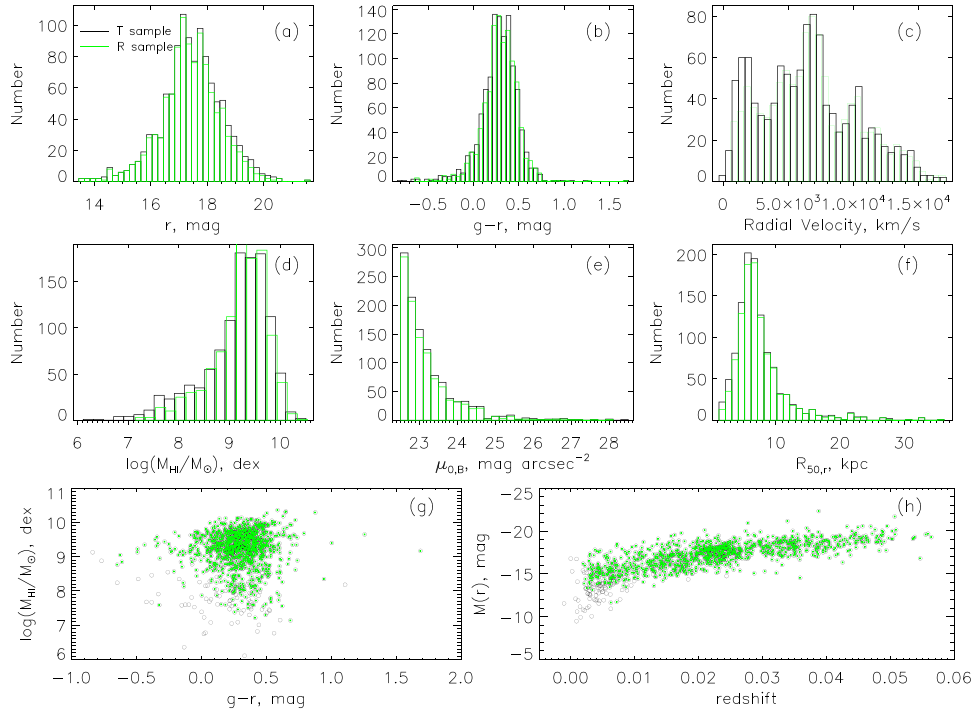 (a)
T sample
R sample
Number
100
80
60
40
20
0
14 16 18 20
r, mag
(b)
Number
140
120
100
80
60
40
20
0
−0.5 0.0 0.5 1.0 1.5
g−r, mag
(c)
Number
80
60
40
20
0
0 5.0×10³ 1.0×10⁴ 1.5×10⁴
Radial Velocity, km/s
(d)
Number
150
100
50
0
6 7 8 9 10
log(M_HI/M_⊙), dex
(e)
Number
300
250
200
150
100
50
0
23 24 25 26 27 28
μ_0,B, mag arcsec⁻²
(f)
Number
200
150
100
50
0
10 20 30
R_50,r, kpc
(g)
log(M_HI/M_⊙), dex
11
10
9
8
7
6
−1.0 −0.5 0.0 0.5 1.0 1.5 2.0
g−r, mag
(h)
M(r), mag
−25
−20
−15
−10
−5
0.00 0.01 0.02 0.03 0.04 0.05 0.06
redshift